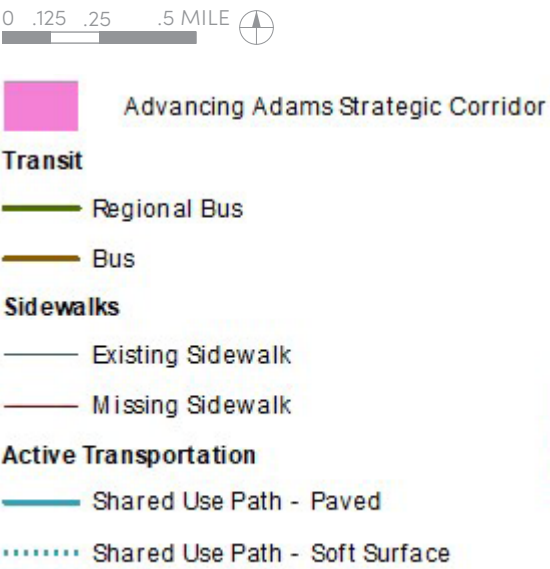 0 .125 .25 .5 MILE
Advancing Adams Strategic Corridor
Transit
Regional Bus
Bus
Sidewalks
Existing Sidewalk
Missing Sidewalk
Active Transportation
Shared Use Path - Paved
Shared Use Path - Soft Surface